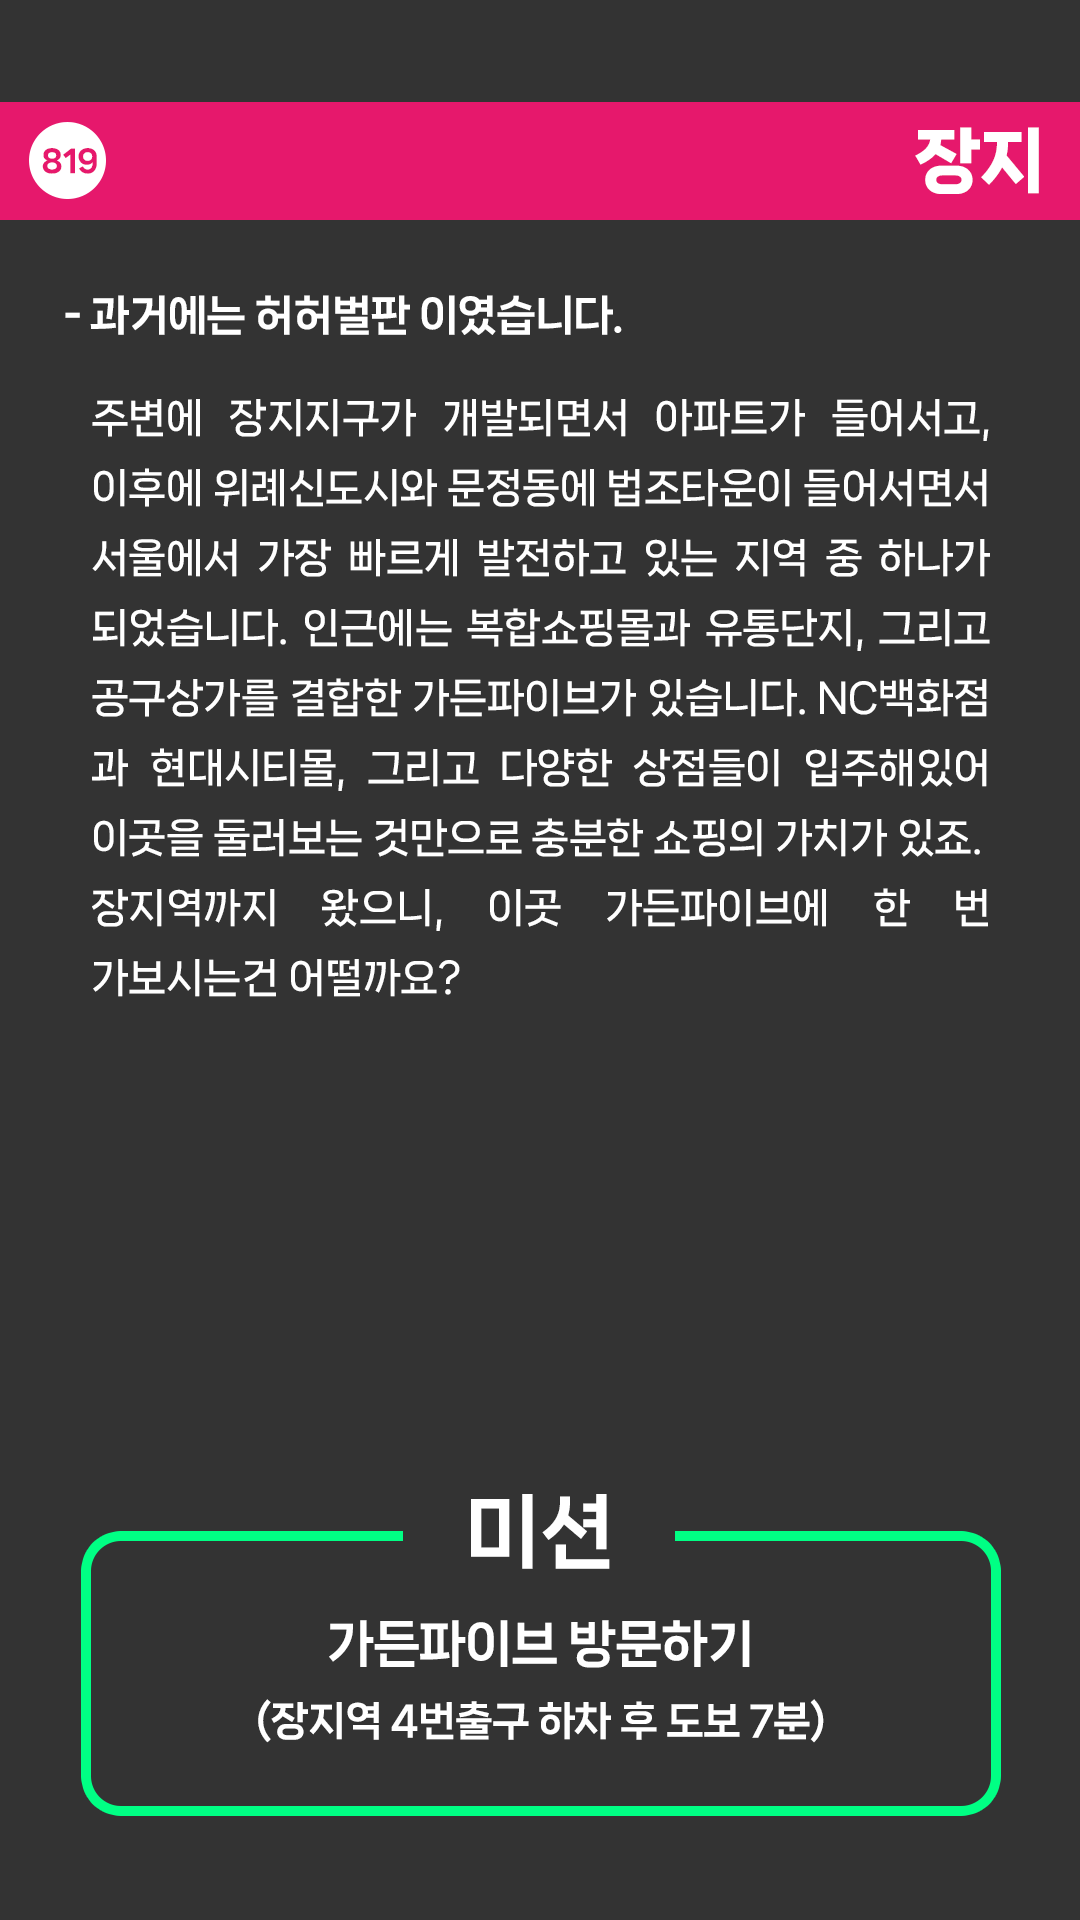 819
장지
- 과거에는 허허벌판 이였습니다.
주변에 장지지구가 개발되면서 아파트가 들어서고,
이후에 위례신도시와 문정동에 법조타운이 들어서면서
서울에서 가장 빠르게 발전하고 있는 지역 중 하나가
되었습니다. 인근에는 복합쇼핑몰과 유통단지, 그리고
공구상가를 결합한 가든파이브가 있습니다. NC백화점
과 현대시티몰, 그리고 다양한 상점들이 입주해있어
이곳을 둘러보는 것만으로 충분한 쇼핑의 가치가 있죠.
장지역까지 왔으니, 이곳 가든파이브에 한 번
가보시는건 어떨까요?
미션
가든파이브 방문하기
(장지역 4번출구 하차 후 도보 7분)